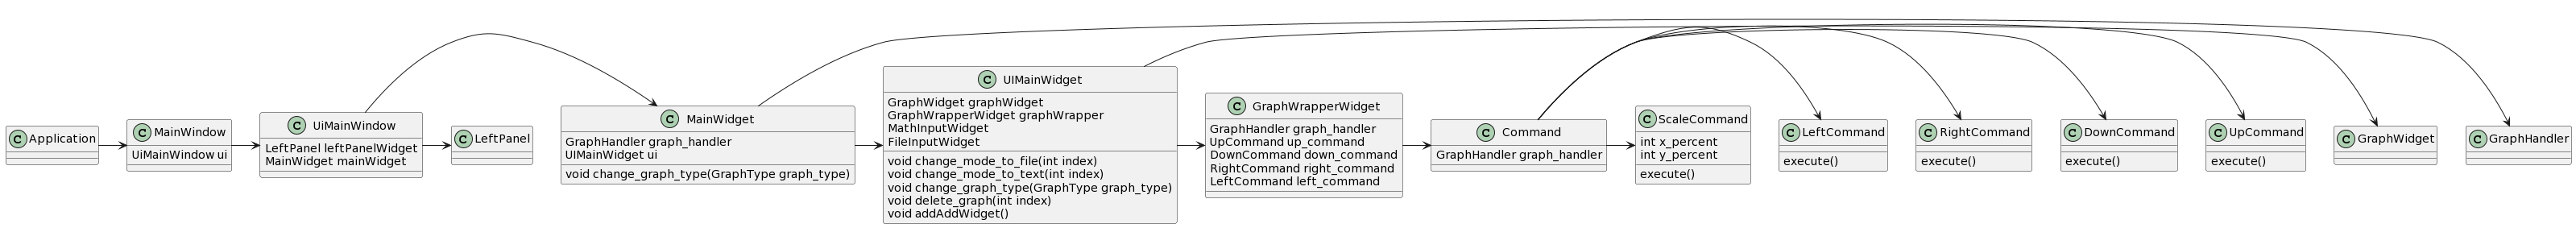 C Application
C MainWindow
UiMainWindow ui
C UiMainWindow
LeftPanel leftPanelWidget
MainWidget mainWidget
C LeftPanel
C MainWidget
GraphHandler graph_handler
UIMainWidget ui
void change_graph_type(GraphType graph_type)
C UIMainWidget
GraphWidget graphWidget
GraphWrapperWidget graphWrapper
MathInputWidget
FileInputWidget
void change_mode_to_file(int index)
void change_mode_to_text(int index)
void change_graph_type(GraphType graph_type)
void delete_graph(int index)
void addAddWidget()
C GraphWrapperWidget
GraphHandler graph_handler
UpCommand up_command
DownCommand down_command
RightCommand right_command
LeftCommand left_command
C Command
GraphHandler graph_handler
C ScaleCommand
int x_percent
int y_percent
execute()
C LeftCommand
execute()
C RightCommand
execute()
C DownCommand
execute()
C UpCommand
execute()
C GraphWidget
C GraphHandler